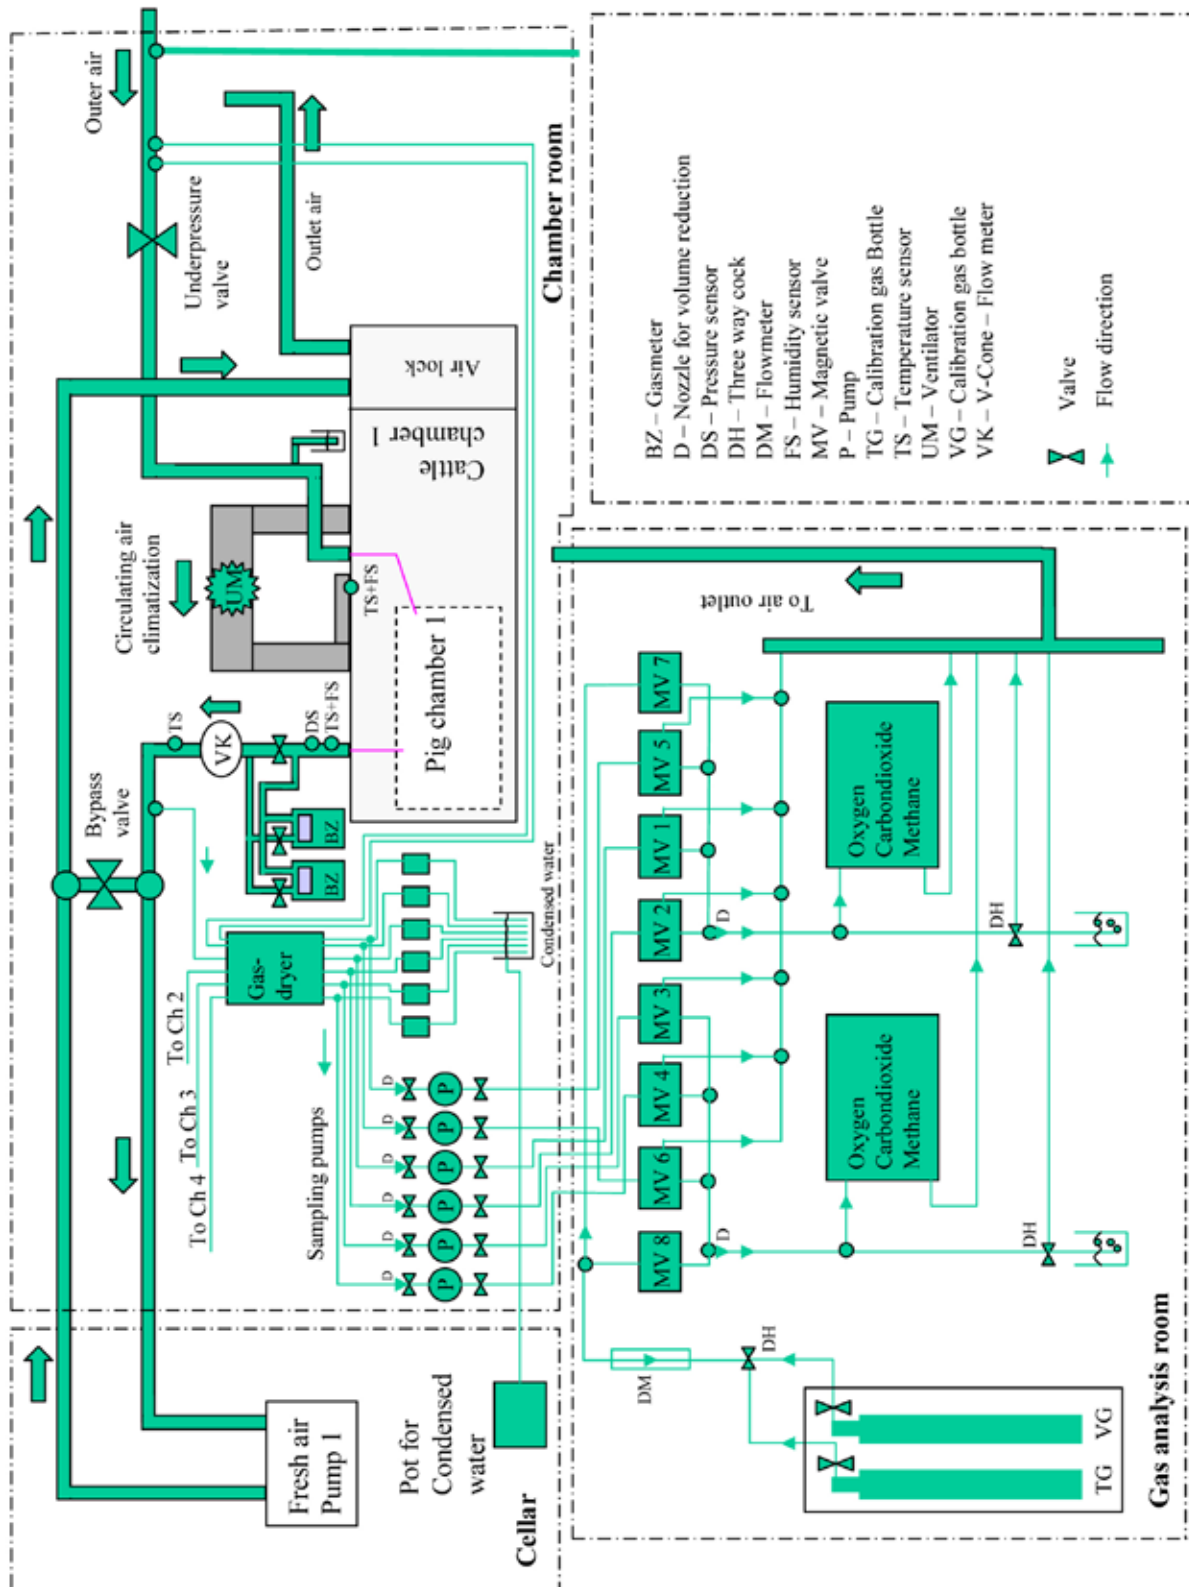 Outer air
Underpressure
valve
Outlet air
Chamber room
Air lock
Cattle
chamber 1
Circulating air
climatization
UM
TS+FS
Pig chamber 1
TS
VK
DS
TS+FS
Bypass
valve
BZ
BZ
Gas-
dryer
Condensed water
To Ch 2
To Ch 3
To Ch 4
Sampling pumps
D
D
D
D
D
D
P
P
P
P
P
P
Fresh air
Pump 1
Pot for
Condensed
water
Cellar
BZ – Gasmeter
D – Nozzle for volume reduction
DS – Pressure sensor
DH – Three way cock
DM – Flowmeter
FS – Humidity sensor
MV – Magnetic valve
P – Pump
TG – Calibration gas Bottle
TS – Temperature sensor
UM – Ventilator
VG – Calibration gas bottle
VK – V-Cone – Flow meter
Valve
Flow direction
To air outlet
MV 7
MV 5
MV 1
MV 2
MV 3
MV 4
MV 6
MV 8
D
D
Oxygen
Carbondioxide
Methane
Oxygen
Carbondioxide
Methane
DH
DH
DH
DM
VG
TG
Gas analysis room